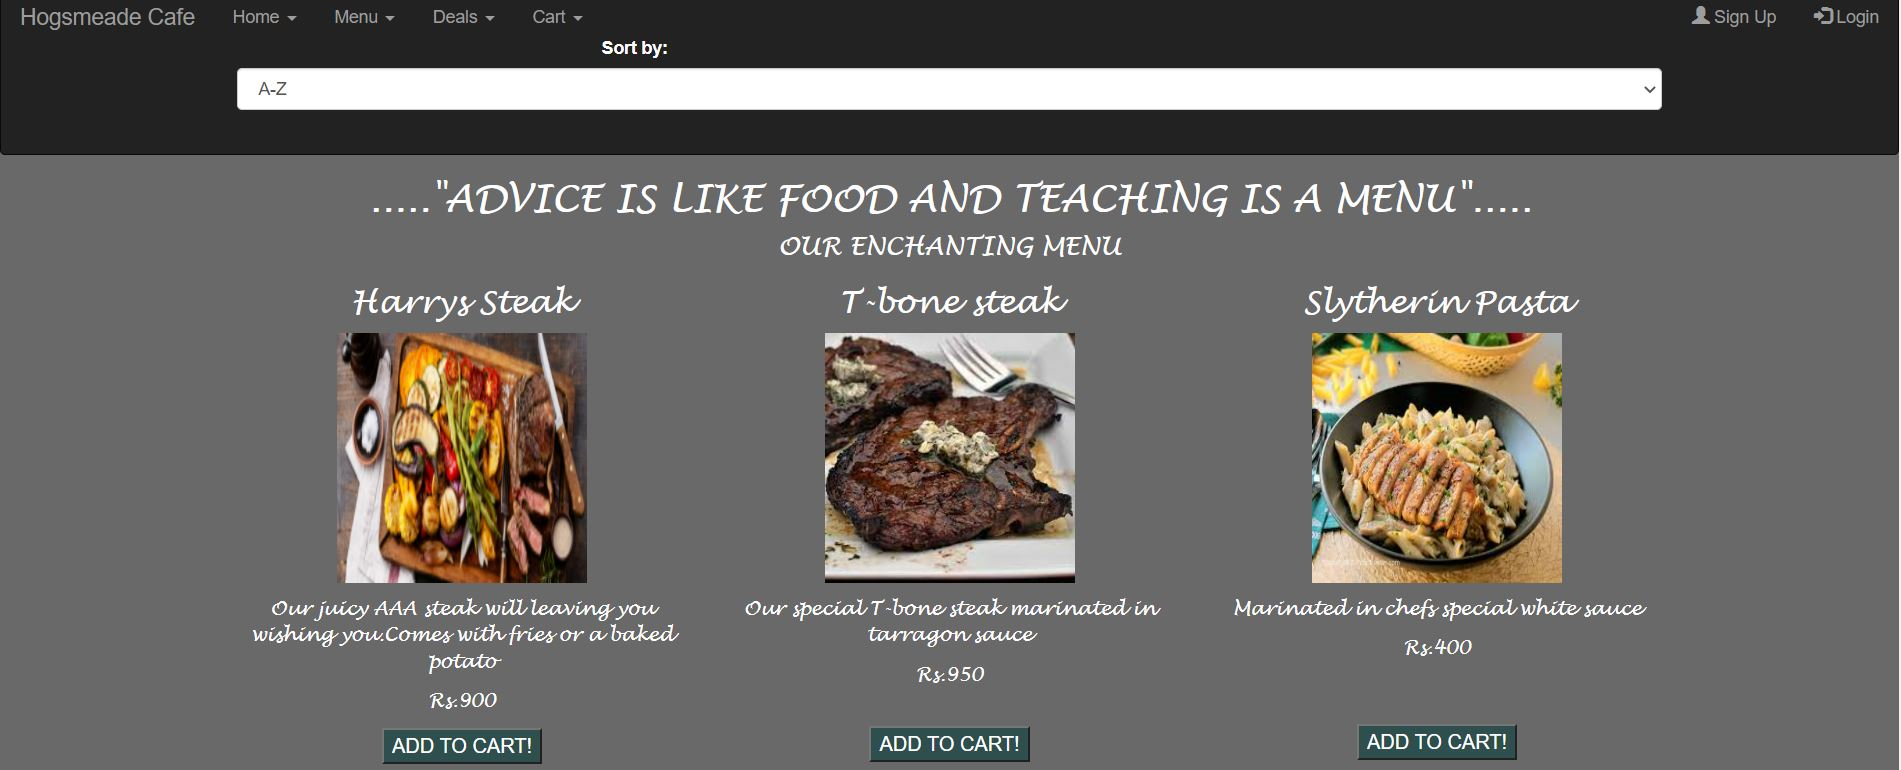 Hogsmeade Cafe Home Menu Deals Cart Sign Up Login
Sort by:
A-Z
....."ADVICE IS LIKE FOOD AND TEACHING IS A MENU".....
OUR ENCHANTING MENU
Harrys Steak
Our juicy AAA steak will leaving you
wishing you.Comes with fries or a baked
potato
Rs.900
ADD TO CART!
T-bone steak
Our special T-bone steak marinated in
tarragon sauce
Rs.950
ADD TO CART!
Slytherin Pasta
Marinated in chefs special white sauce
Rs.400
ADD TO CART!